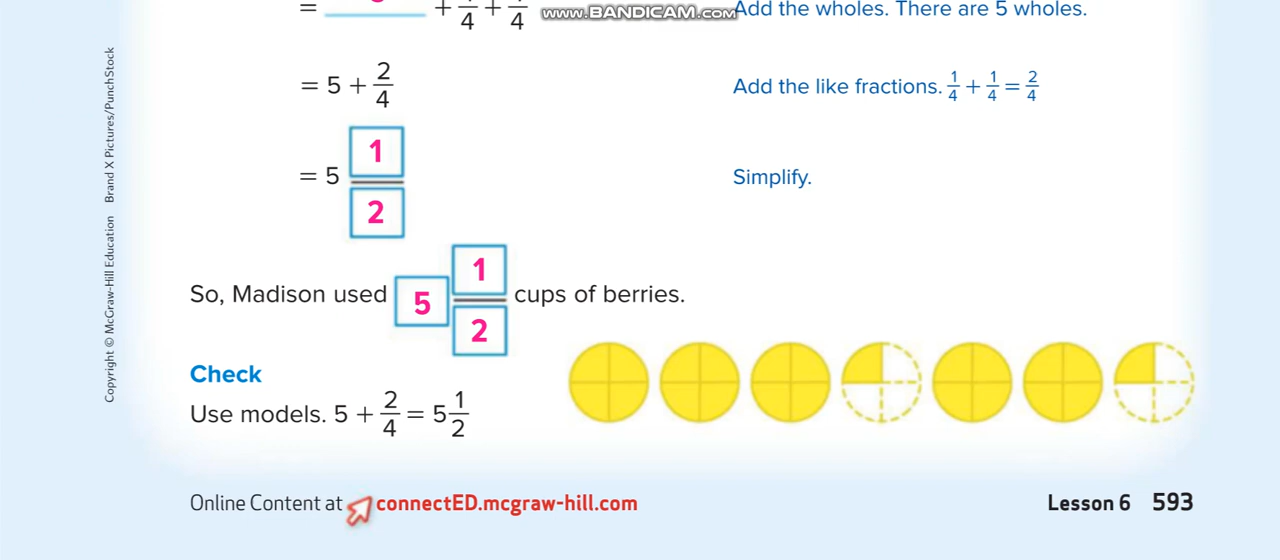 = ___ + 1/4 + 1/4
www.BANDICAM.com
Add the wholes. There are 5 wholes.
= 5 + 2/4
Add the like fractions. 1/4 + 1/4 = 2/4
= 5 1/2
Simplify.
So, Madison used 5 1/2 cups of berries.
Check
Use models. 5 + 2/4 = 5 1/2
Online Content at connectED.mcgraw-hill.com
Lesson 6 593
Copyright © McGraw-Hill Education Brand X Pictures/PunchStock